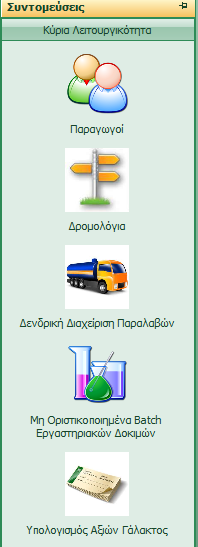 Συντομεύσεις
Κύρια Λειτουργικότητα
Παραγωγοί
Δρομολόγια
Δενδρική Διαχείριση Παραλαβών
Μη Οριστικοποιημένα Batch
Εργαστηριακών Δοκιμών
Υπολογισμός Αξιών Γάλακτος